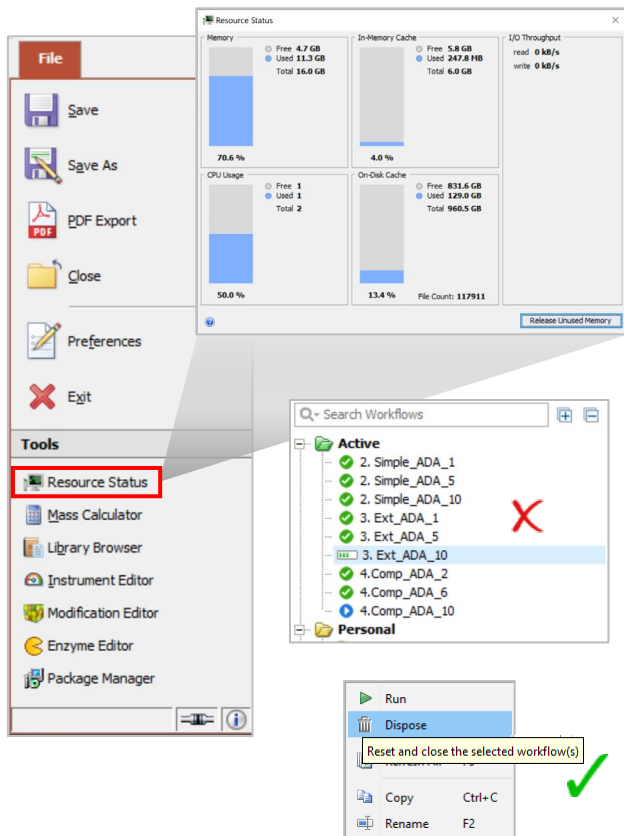 Resource Status
Memory
Free 4.7 GB
Used 11.3 GB
Total 16.0 GB
70.6 %
In-Memory Cache
Free 5.8 GB
Used 247.8 MB
Total 6.0 GB
4.0 %
I/O Throughput
read 0 kB/s
write 0 kB/s
CPU Usage
Free 1
Used 1
Total 2
50.0 %
On-Disk Cache
Free 831.6 GB
Used 129.0 GB
Total 960.5 GB
13.4 % File Count: 117911
Release Unused Memory
File
Save
Save As
PDF
PDF Export
Close
Preferences
Exit
Tools
Resource Status
Mass Calculator
Library Browser
Instrument Editor
Modification Editor
Enzyme Editor
Package Manager
Search Workflows
Active
2. Simple_ADA_1
2. Simple_ADA_5
2. Simple_ADA_10
3. Ext_ADA_1
3. Ext_ADA_5
3. Ext_ADA_10
4.Comp_ADA_2
4.Comp_ADA_6
4.Comp_ADA_10
Personal
Run
Dispose
Reset and close the selected workflow(s)
Copy Ctrl+C
Rename F2